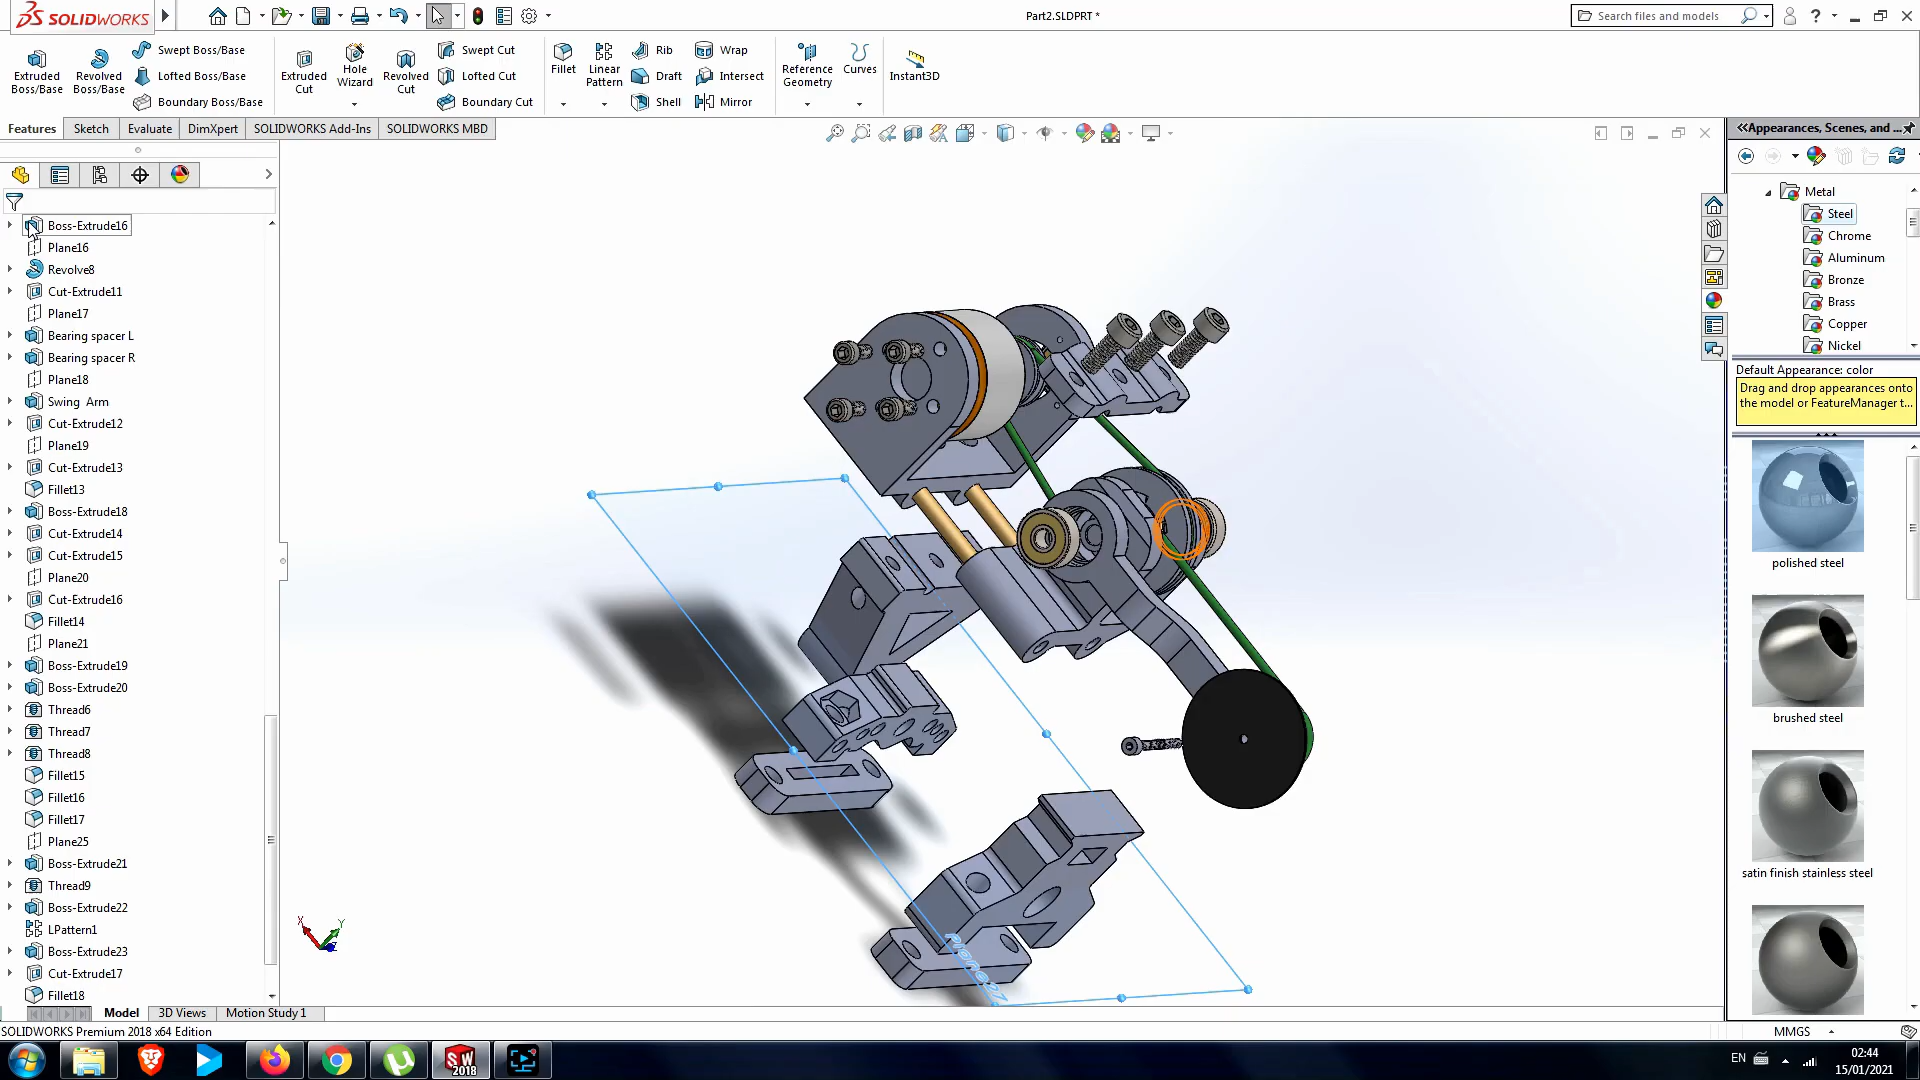 SOLIDWORKS
Part2.SLDPRT *
Search files and models
Extruded Boss/Base
Revolved Boss/Base
Swept Boss/Base
Lofted Boss/Base
Boundary Boss/Base
Extruded Cut
Hole Wizard
Revolved Cut
Swept Cut
Lofted Cut
Boundary Cut
Fillet
Linear Pattern
Rib
Draft
Shell
Wrap
Intersect
Mirror
Reference Geometry
Curves
Instant3D
Features
Sketch
Evaluate
DimXpert
SOLIDWORKS Add-Ins
SOLIDWORKS MBD
Boss-Extrude16
Plane16
Revolve8
Cut-Extrude11
Plane17
Bearing spacer L
Bearing spacer R
Plane18
Swing Arm
Cut-Extrude12
Plane19
Cut-Extrude13
Fillet13
Boss-Extrude18
Cut-Extrude14
Cut-Extrude15
Plane20
Cut-Extrude16
Fillet14
Plane21
Boss-Extrude19
Boss-Extrude20
Thread6
Thread7
Thread8
Fillet15
Fillet16
Fillet17
Plane25
Boss-Extrude21
Thread9
Boss-Extrude22
LPattern1
Boss-Extrude23
Cut-Extrude17
Fillet18
Plane27
X
Y
Z
Appearances, Scenes, and ...
Metal
Steel
Chrome
Aluminum
Bronze
Brass
Copper
Nickel
Default Appearance: color
Drag and drop appearances onto
the model or FeatureManager t...
polished steel
brushed steel
satin finish stainless steel
Model
3D Views
Motion Study 1
SOLIDWORKS Premium 2018 x64 Edition
MMGS
SW
2018
EN
02:44
15/01/2021